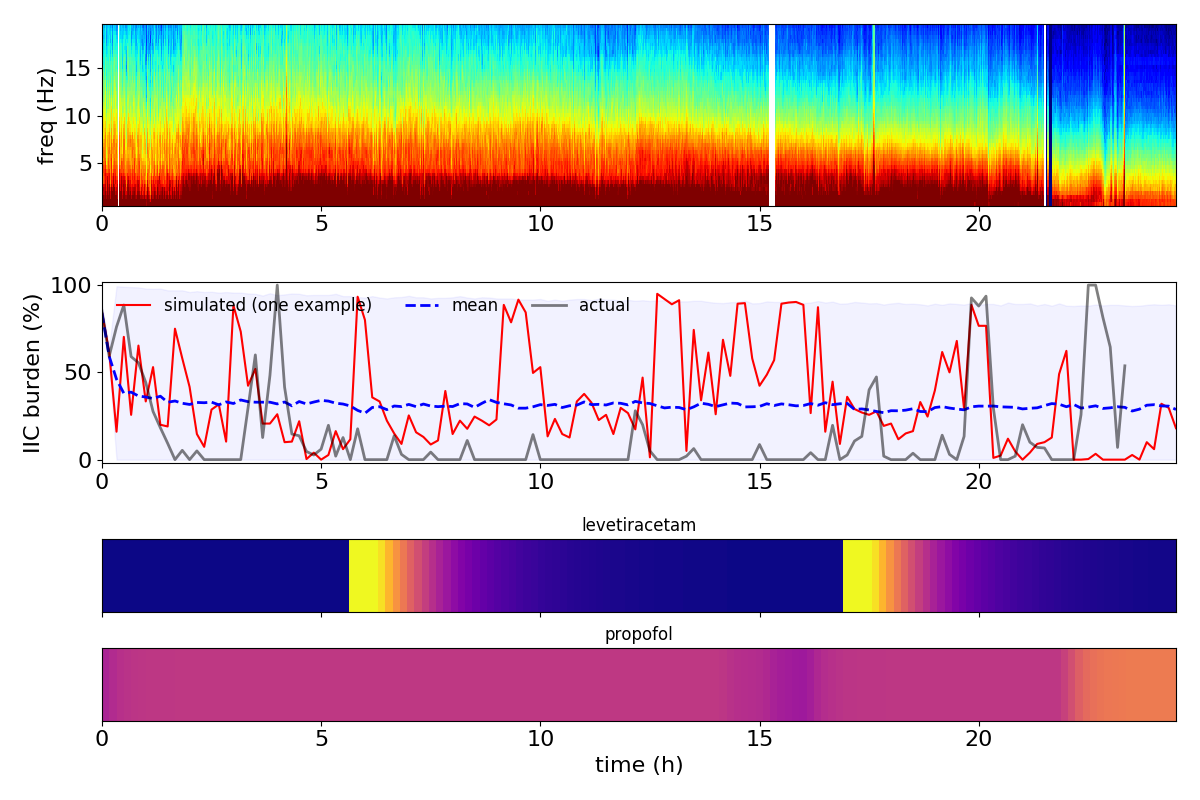 freq (Hz)
15
10
5
0 5 10 15 20
IIC burden (%)
100
50
0
simulated (one example) mean actual
0 5 10 15 20
levetiracetam
propofol
0 5 10 15 20
time (h)